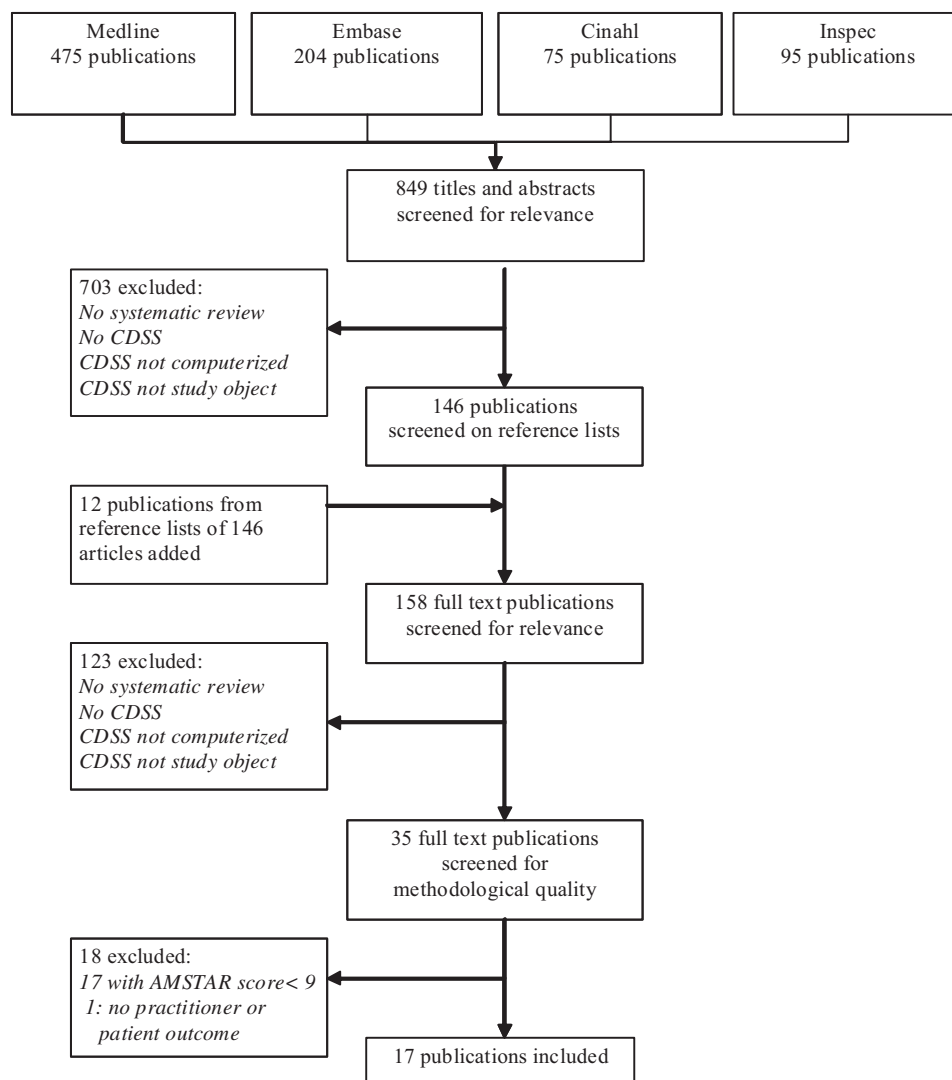 Medline
475 publications
Embase
204 publications
Cinahl
75 publications
Inspec
95 publications
849 titles and abstracts
screened for relevance
703 excluded:
No systematic review
No CDSS
CDSS not computerized
CDSS not study object
146 publications
screened on reference lists
12 publications from
reference lists of 146
articles added
158 full text publications
screened for relevance
123 excluded:
No systematic review
No CDSS
CDSS not computerized
CDSS not study object
35 full text publications
screened for
methodological quality
18 excluded:
17 with AMSTAR score< 9
1: no practitioner or
patient outcome
17 publications included